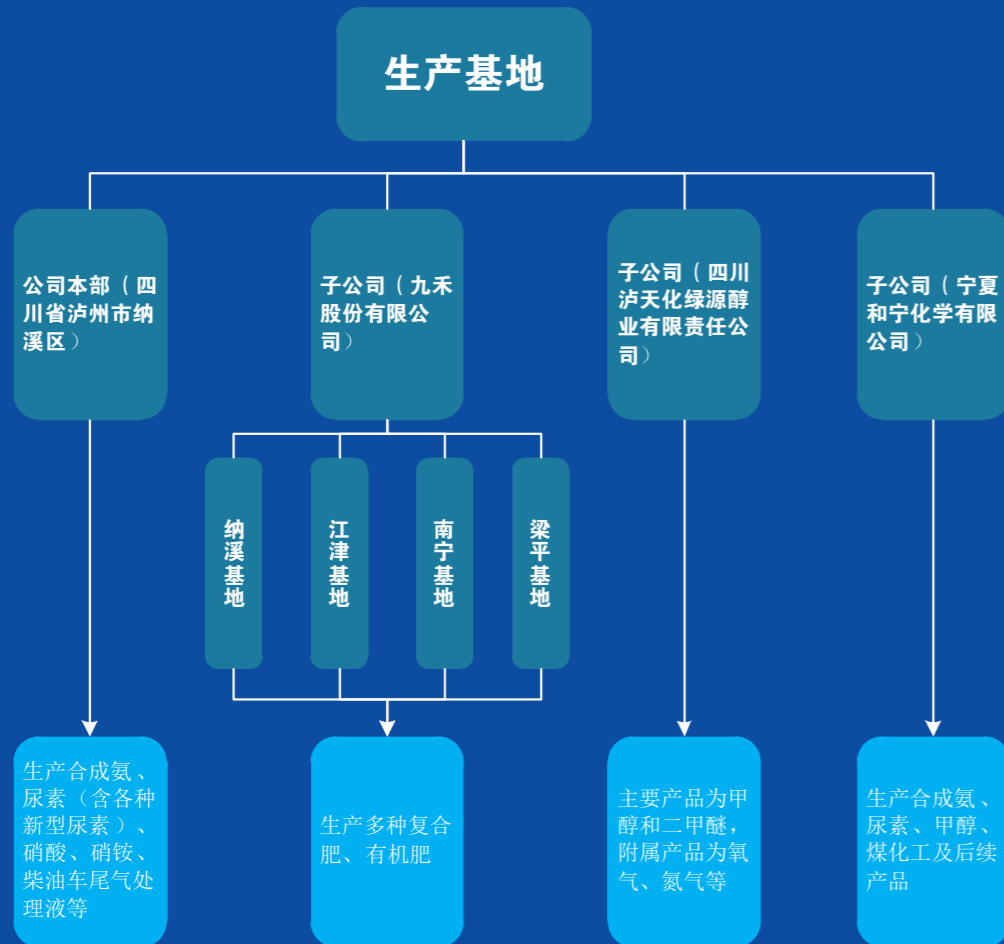 生产基地
公司本部（四
川省泸州市纳
溪区）
子公司（九禾
股份有限公
司）
子公司（四川
泸天化绿源醇
业有限责任公
司）
子公司（宁夏
和宁化学有限
公司）
纳溪基地
江津基地
南宁基地
梁平基地
生产合成氨、
尿素（含各种
新型尿素）、
硝酸、硝铵、
柴油车尾气处
理液等
生产多种复合
肥、有机肥
主要产品为甲
醇和二甲醚，
附属产品为氧
气、氮气等
生产合成氨、
尿素、甲醇、
煤化工及后续
产品